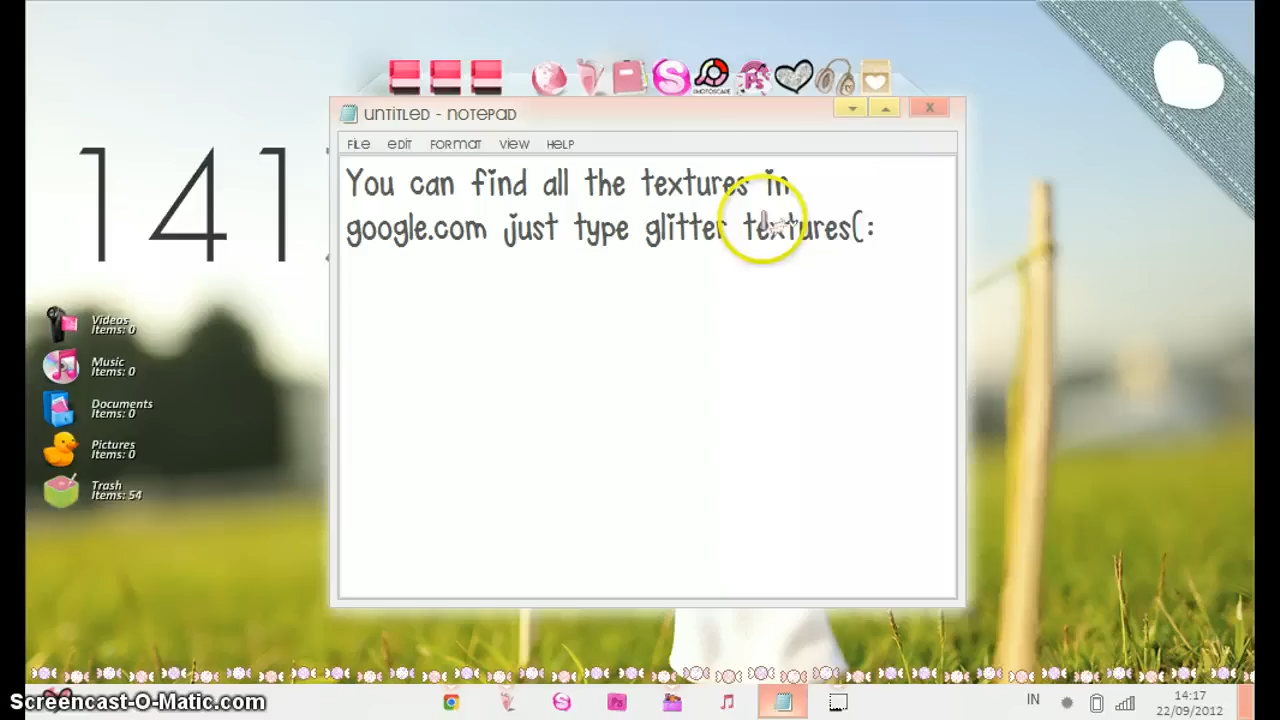 PHOTOSCAPE
untitled - notepad
File edit Format view Help
You can find all the textures in
google.com just type glitter textures(:
141
Videos
Items: 0
Music
Items: 0
Documents
Items: 0
Pictures
Items: 0
Trash
Items: 54
Screencast-O-Matic.com
IN
14:17
22/09/2012